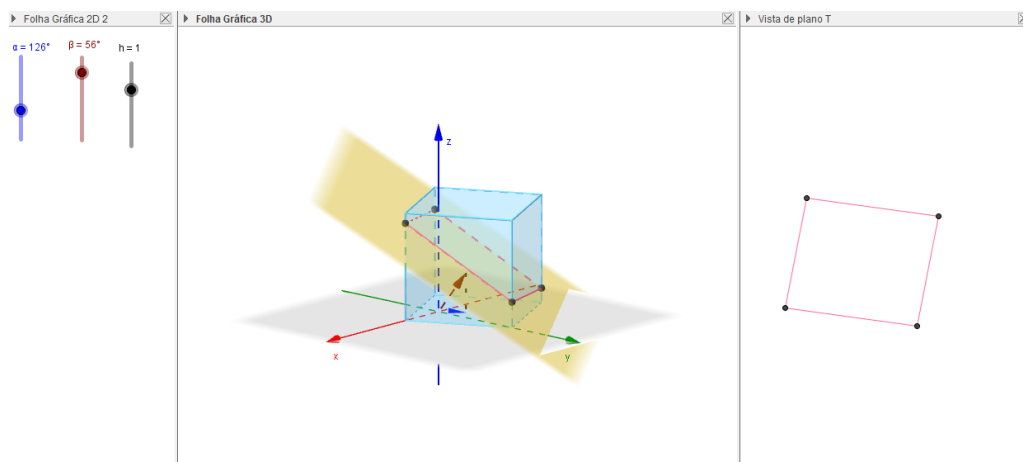 Folha Gráfica 2D 2
α = 126°
β = 56°
h = 1
Folha Gráfica 3D
z
x
y
Vista de plano T